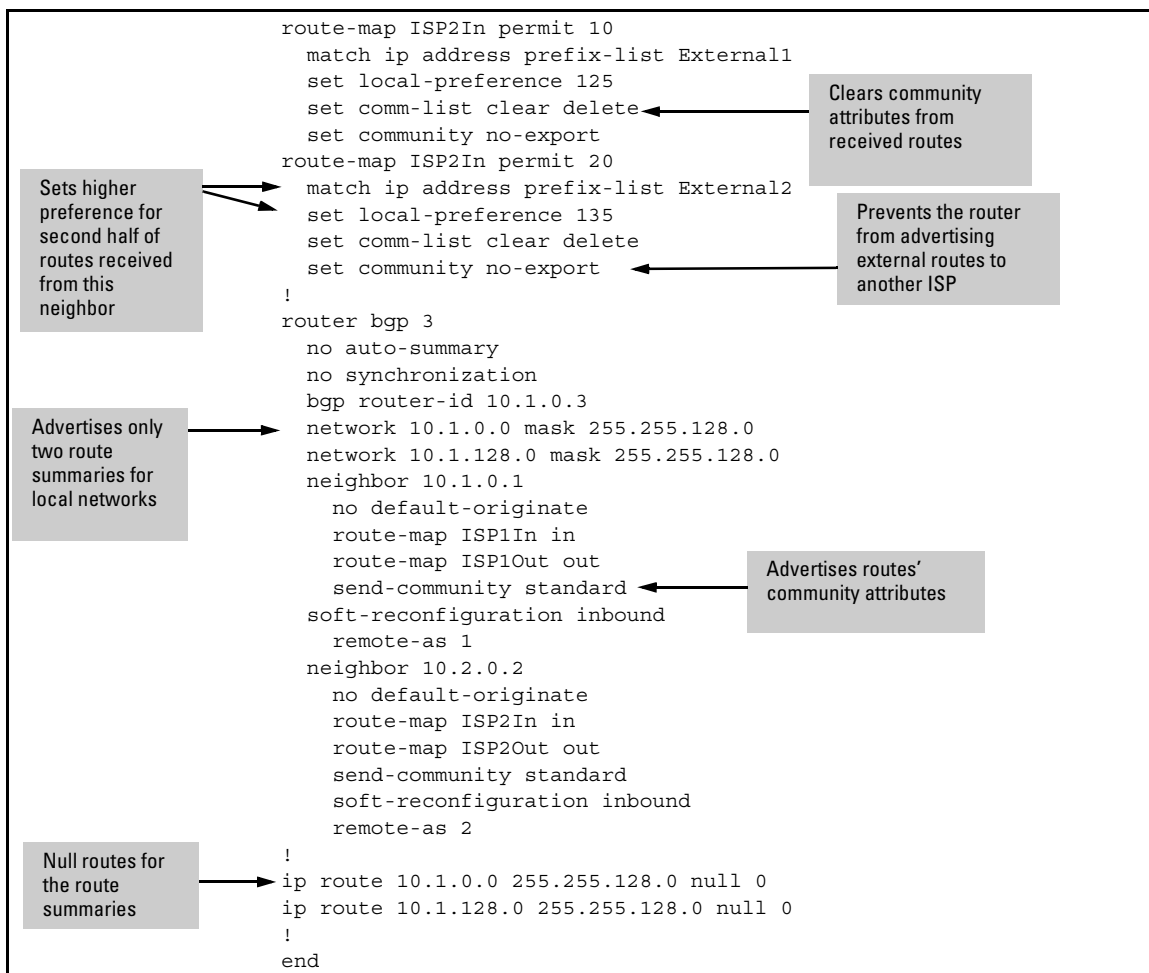 route-map ISP2In permit 10
match ip address prefix-list External1
set local-preference 125
set comm-list clear delete
set community no-export
route-map ISP2In permit 20
match ip address prefix-list External2
set local-preference 135
set comm-list clear delete
set community no-export
!
router bgp 3
no auto-summary
no synchronization
bgp router-id 10.1.0.3
network 10.1.0.0 mask 255.255.128.0
network 10.1.128.0 mask 255.255.128.0
neighbor 10.1.0.1
no default-originate
route-map ISP1In in
route-map ISP1Out out
send-community standard
soft-reconfiguration inbound
remote-as 1
neighbor 10.2.0.2
no default-originate
route-map ISP2In in
route-map ISP2Out out
send-community standard
soft-reconfiguration inbound
remote-as 2
!
ip route 10.1.0.0 255.255.128.0 null 0
ip route 10.1.128.0 255.255.128.0 null 0
!
end
Clears community
attributes from
received routes
Sets higher
preference for
second half of
routes received
from this
neighbor
Prevents the router
from advertising
external routes to
another ISP
Advertises only
two route
summaries for
local networks
Advertises routes’
community attributes
Null routes for
the route
summaries